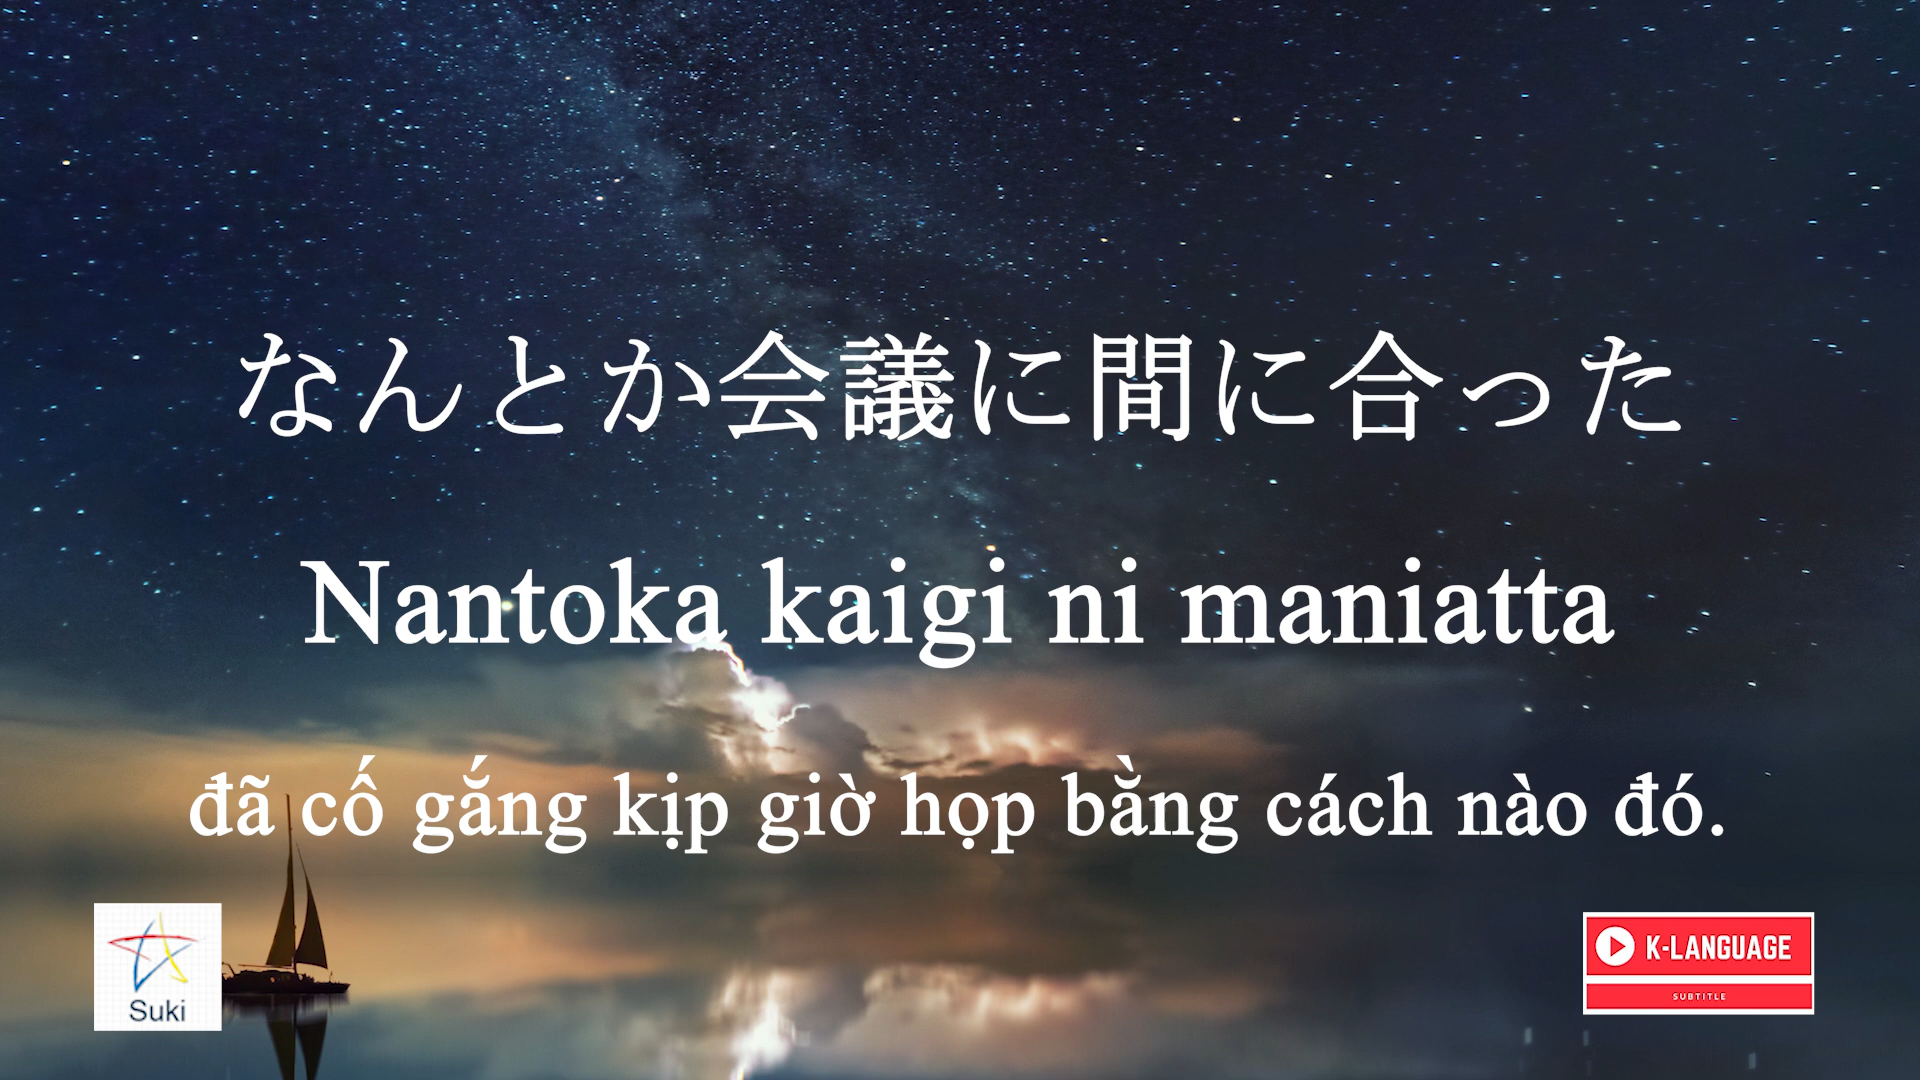 なんとか会議に間に合った
Nantoka kaigi ni maniatta
đã cố gắng kịp giờ họp bằng cách nào đó.
Suki
K-LANGUAGE
SUBTITLE